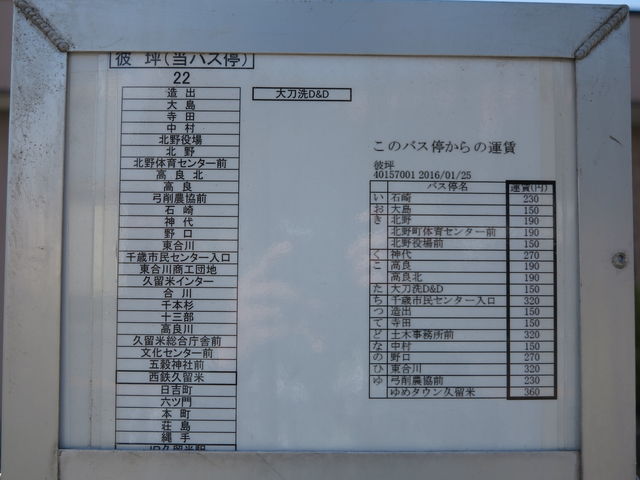 彼 坪(当バス停)
22
造 出
大 島
寺 田
中 村
北野役場
北 野
北野体育センター前
高 良 北
高 良
弓削農協前
石 崎
神 代
野 口
東合川
千歳市民センター入口
東合川商工団地
久留米インター
合 川
千本杉
十三部
高良川
久留米総合庁舎前
文化センター前
五穀神社前
西鉄久留米
日吉町
六ツ門
本 町
荘 島
縄 手
JR久留米駅
大刀洗D&D
このバス停からの運賃
彼坪
40157001 2016/01/25
バス停名 運賃(円)
い 石崎 230
お 大島 150
き 北野 190
北野町体育センター前 190
北野役場前 150
く 神代 270
こ 高良 190
高良北 190
た 大刀洗D&D 150
ち 千歳市民センター入口 320
つ 造出 150
て 寺田 150
ど 土木事務所前 320
な 中村 150
の 野口 270
ひ 東合川 320
ゆ 弓削農協前 230
ゆめタウン久留米 360